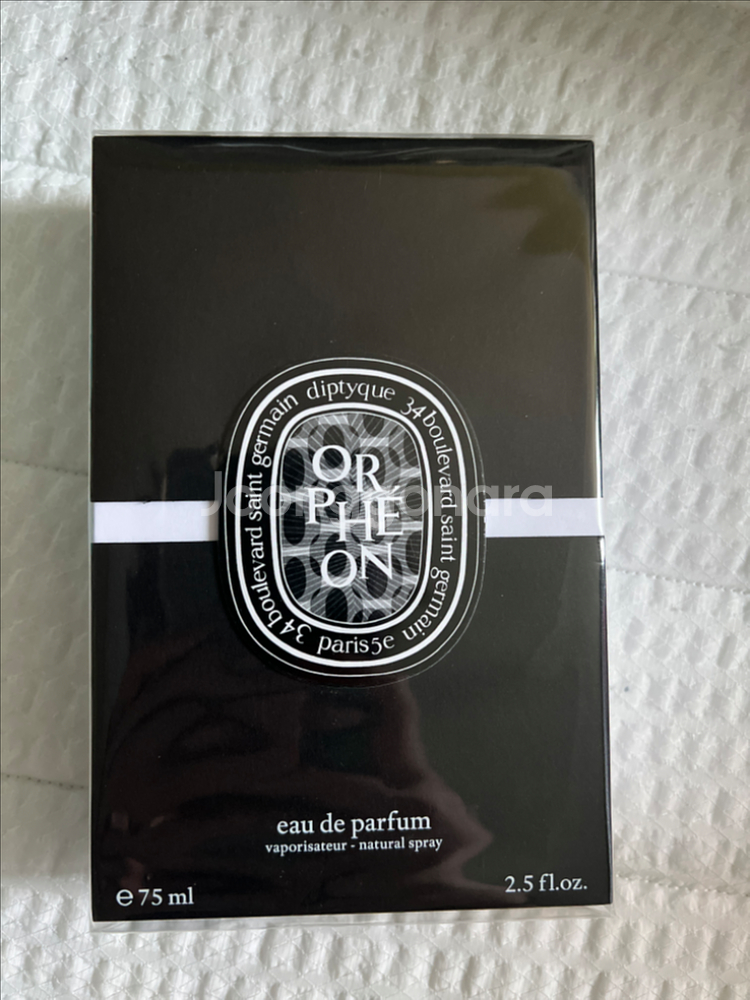 diptyque
34 boulevard saint germain
paris 5e
34 boulevard saint germain
OR
PHÉ
ON
Joongonara
eau de parfum
vaporisateur - natural spray
℮ 75 ml
2.5 fl.oz.